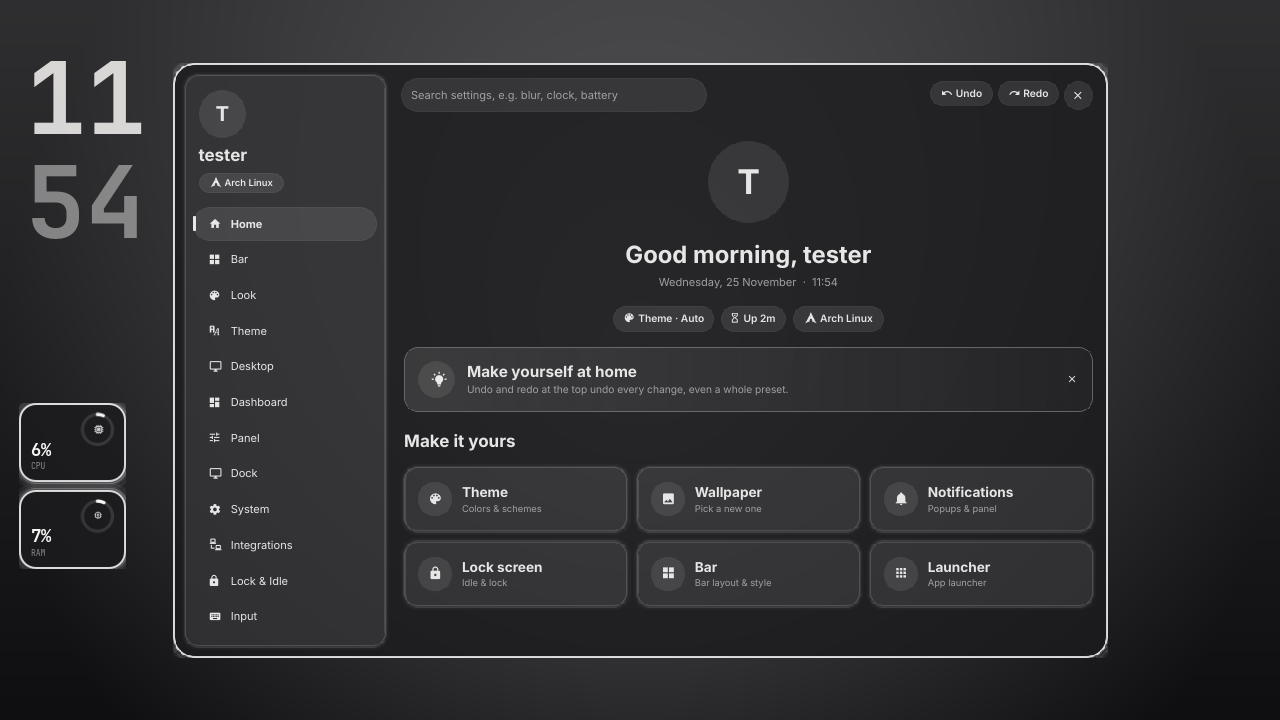 11
54
6%
CPU
7%
RAM
T
tester
Arch Linux
Home
Bar
Look
Theme
Desktop
Dashboard
Panel
Dock
System
Integrations
Lock & Idle
Input
Search settings, e.g. blur, clock, battery
Undo
Redo
T
Good morning, tester
Wednesday, 25 November · 11:54
Theme · Auto
Up 2m
Arch Linux
Make yourself at home
Undo and redo at the top undo every change, even a whole preset.
Make it yours
Theme
Colors & schemes
Wallpaper
Pick a new one
Notifications
Popups & panel
Lock screen
Idle & lock
Bar
Bar layout & style
Launcher
App launcher